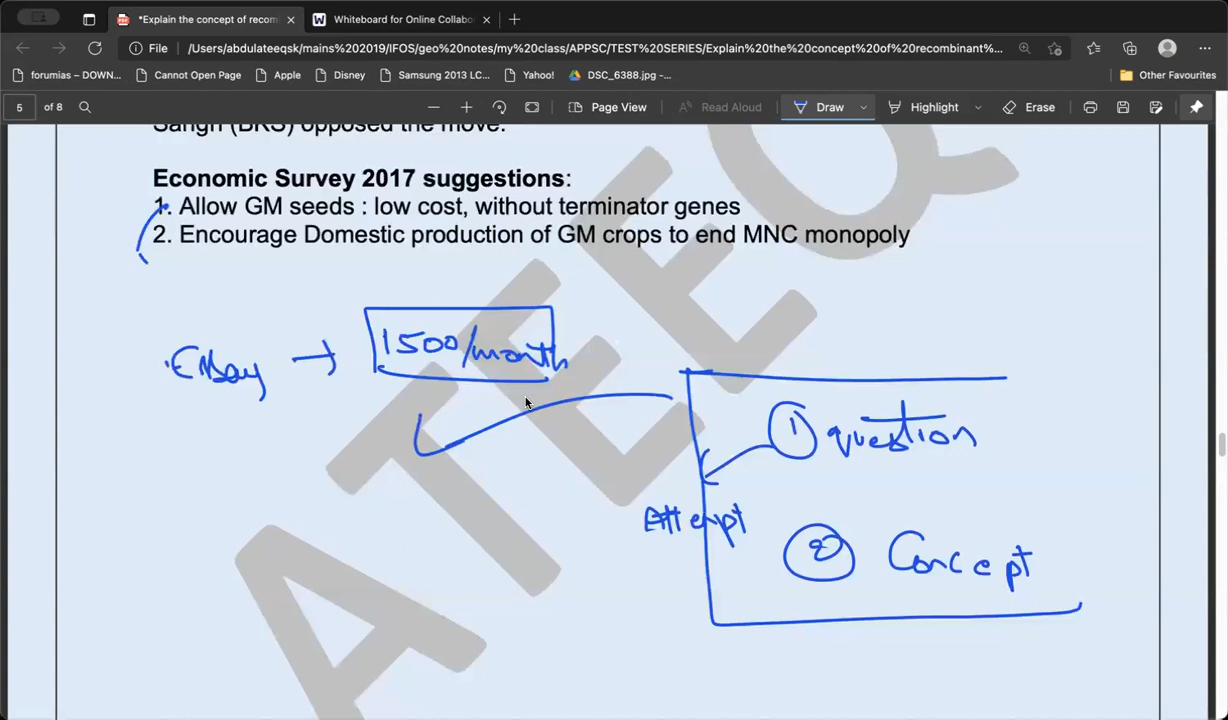 *Explain the concept of recom
Whiteboard for Online Collabo
File
/Users/abdulateeqsk/mains%202019/IFOS/geo%20notes/my%20class/APPSC/TEST%20SERIES/Explain%20the%20concept%20of%20recombinant%...
forumias – DOWN...
Cannot Open Page
Apple
Disney
Samsung 2013 LC...
Yahoo!
DSC_6388.jpg -...
Other Favourites
5 of 8
Page View
Read Aloud
Draw
Highlight
Erase
Sangh (BKS) opposed the move.
Economic Survey 2017 suggestions:
1. Allow GM seeds : low cost, without terminator genes
2. Encourage Domestic production of GM crops to end MNC monopoly
1500/month
1 question
Attempt
2 Concept
ATEEQ